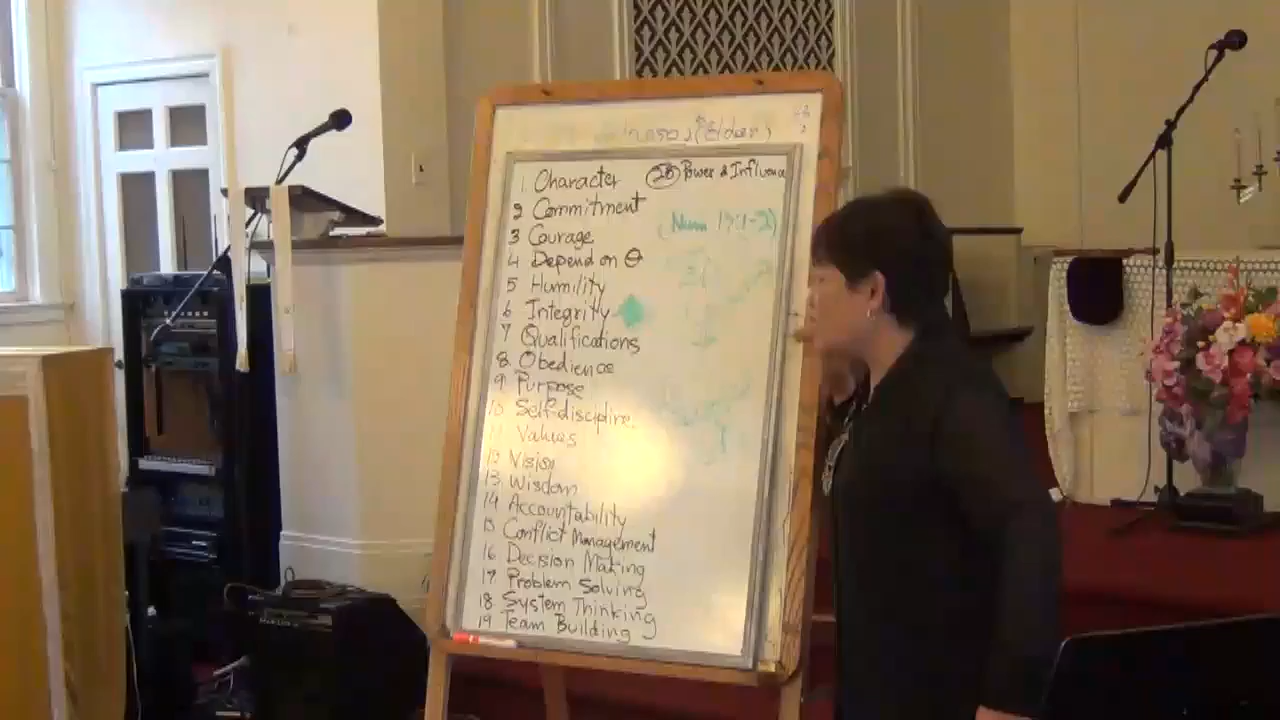 (Elder)
1 Character
20 Power & Influence
2 Commitment
3 Courage
4 Depend on Θ
5 Humility
6 Integrity
7 Qualifications
8 Obedience
9 Purpose
10 Self-discipline
11 Values
12 Vision
13 Wisdom
14 Accountability
15 Conflict Management
16 Decision Making
17 Problem Solving
18 System Thinking
19 Team Building